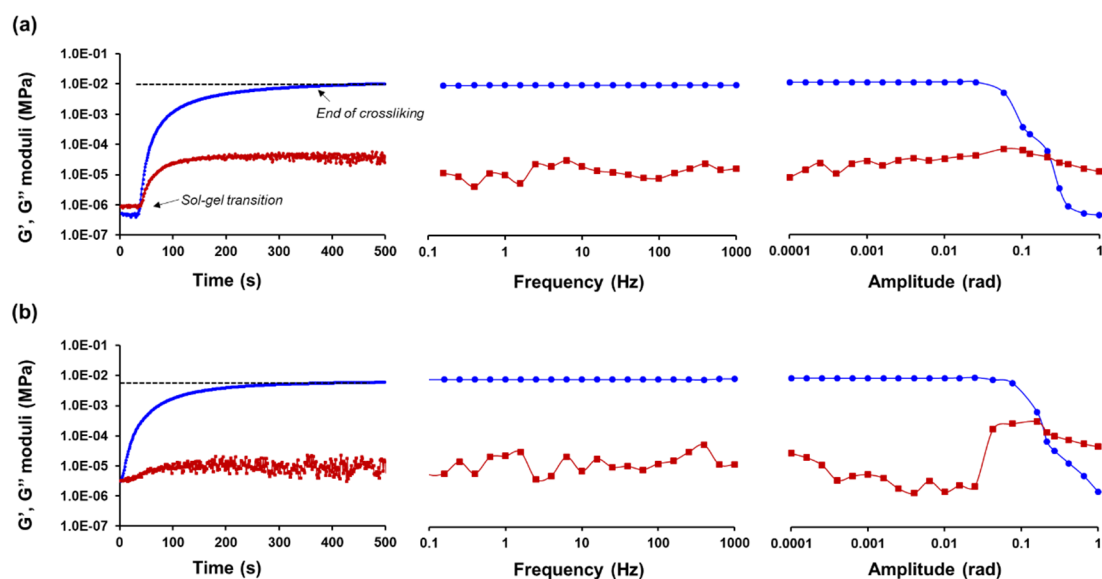 (a)
G', G'' moduli (MPa)
1.0E-01
1.0E-02
1.0E-03
1.0E-04
1.0E-05
1.0E-06
1.0E-07
End of crossliking
Sol-gel transition
0 100 200 300 400 500
Time (s)
0.1 1 10 100 1000
Frequency (Hz)
0.0001 0.001 0.01 0.1 1
Amplitude (rad)
(b)
G', G'' moduli (MPa)
1.0E-01
1.0E-02
1.0E-03
1.0E-04
1.0E-05
1.0E-06
1.0E-07
0 100 200 300 400 500
Time (s)
0.1 1 10 100 1000
Frequency (Hz)
0.0001 0.001 0.01 0.1 1
Amplitude (rad)